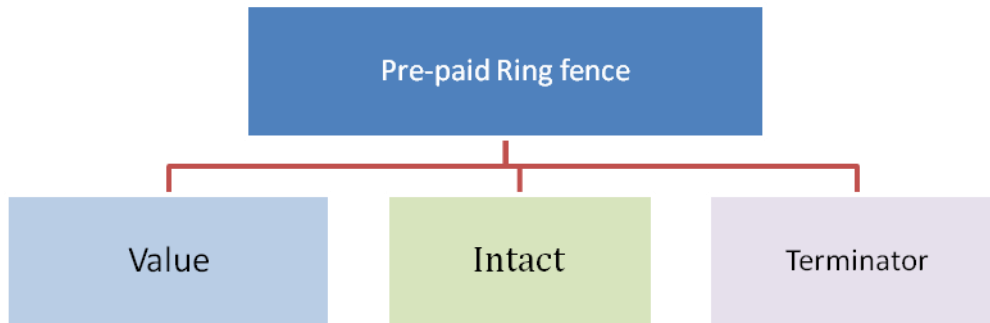 Pre-paid Ring fence
Value
Intact
Terminator